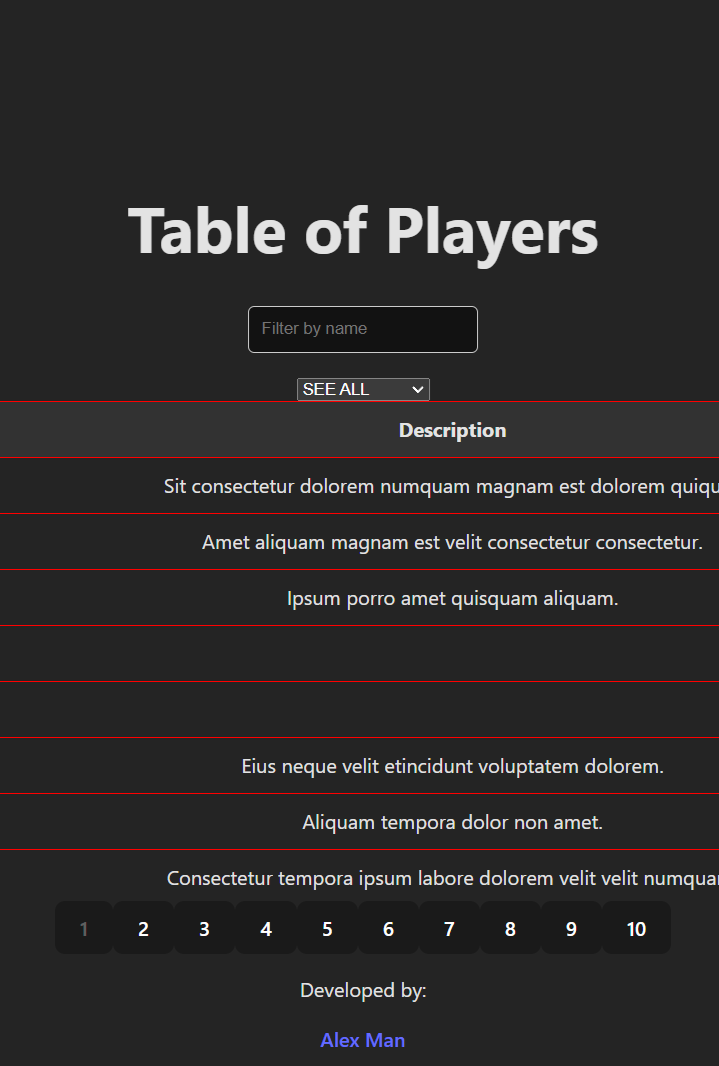 Table of Players
Filter by name
SEE ALL
Description
Sit consectetur dolorem numquam magnam est dolorem quiqu
Amet aliquam magnam est velit consectetur consectetur.
Ipsum porro amet quisquam aliquam.
Eius neque velit etincidunt voluptatem dolorem.
Aliquam tempora dolor non amet.
Consectetur tempora ipsum labore dolorem velit velit numquam
1 2 3 4 5 6 7 8 9 10
Developed by:
Alex Man